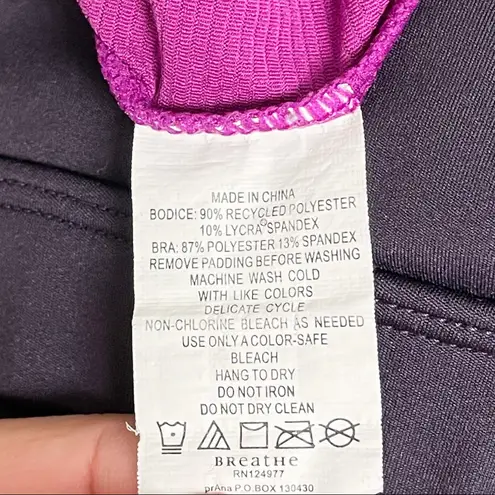 MADE IN CHINA
BODICE: 90% RECYCLED POLYESTER
10% LYCRA® SPANDEX
BRA: 87% POLYESTER 13% SPANDEX
REMOVE PADDING BEFORE WASHING
MACHINE WASH COLD
WITH LIKE COLORS
DELICATE CYCLE
NON-CHLORINE BLEACH AS NEEDED
USE ONLY A COLOR-SAFE
BLEACH
HANG TO DRY
DO NOT IRON
DO NOT DRY CLEAN
BReatHe
RN124977
prAna P.O.BOX 130430